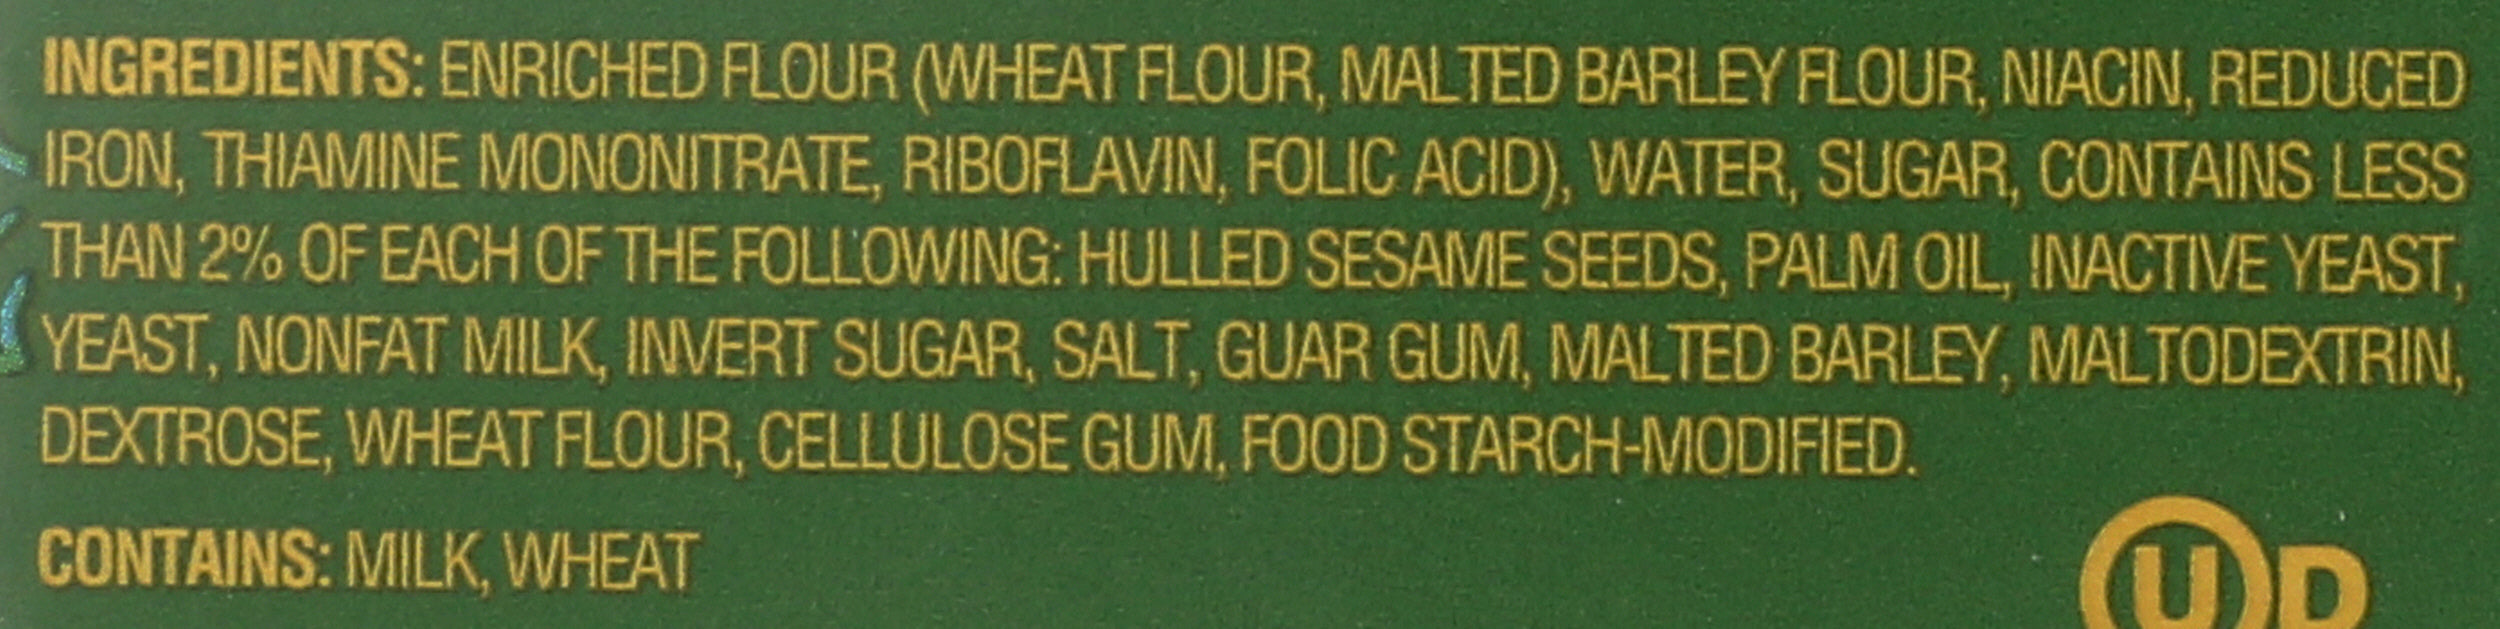 INGREDIENTS: ENRICHED FLOUR (WHEAT FLOUR, MALTED BARLEY FLOUR, NIACIN, REDUCED
IRON, THIAMINE MONONITRATE, RIBOFLAVIN, FOLIC ACID), WATER, SUGAR, CONTAINS LESS
THAN 2% OF EACH OF THE FOLLOWING: HULLED SESAME SEEDS, PALM OIL, INACTIVE YEAST,
YEAST, NONFAT MILK, INVERT SUGAR, SALT, GUAR GUM, MALTED BARLEY, MALTODEXTRIN,
DEXTROSE, WHEAT FLOUR, CELLULOSE GUM, FOOD STARCH-MODIFIED.
CONTAINS: MILK, WHEAT
U D